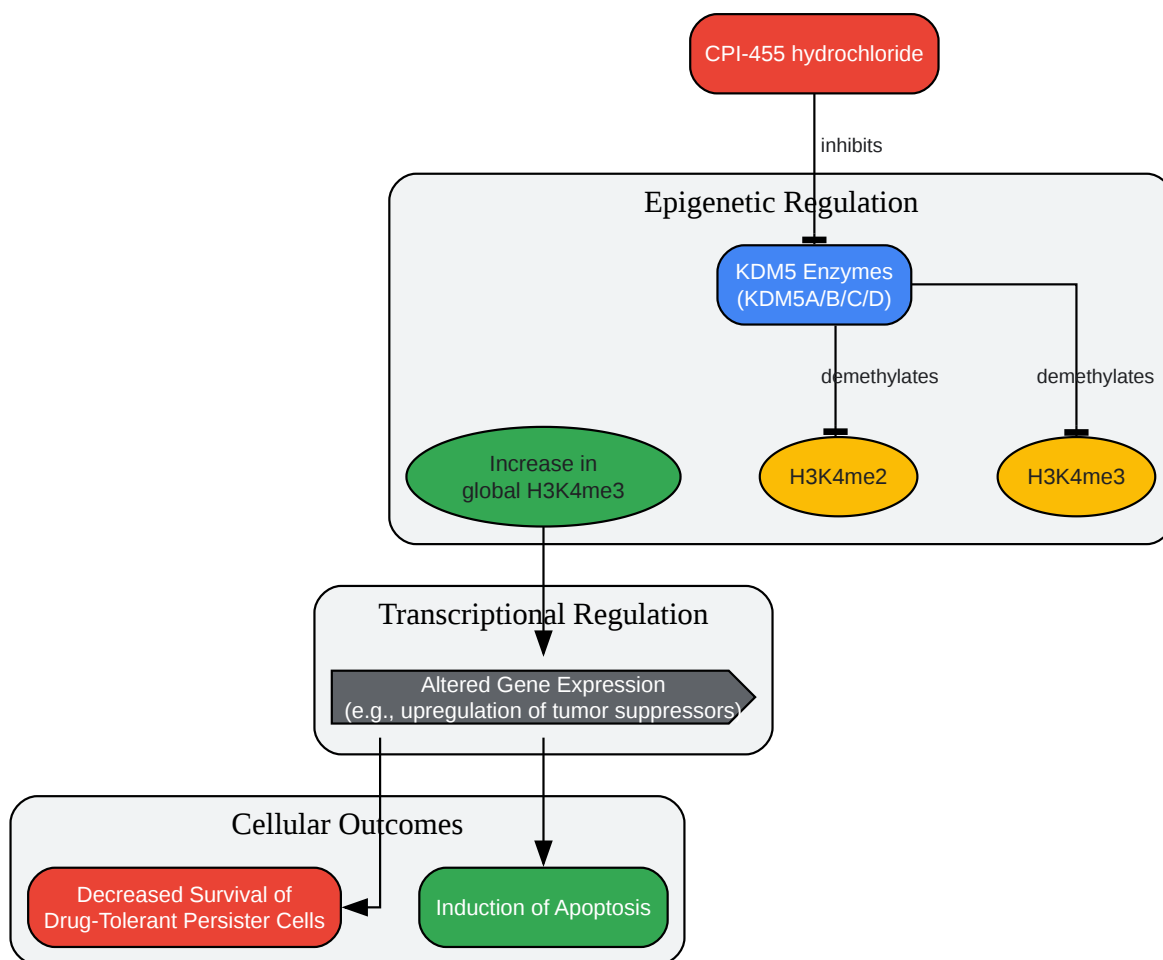 CPI-455 hydrochloride
inhibits
Epigenetic Regulation
KDM5 Enzymes
(KDM5A/B/C/D)
demethylates
demethylates
Increase in
global H3K4me3
H3K4me2
H3K4me3
Transcriptional Regulation
Altered Gene Expression
(e.g., upregulation of tumor suppressors)
Cellular Outcomes
Decreased Survival of
Drug-Tolerant Persister Cells
Induction of Apoptosis